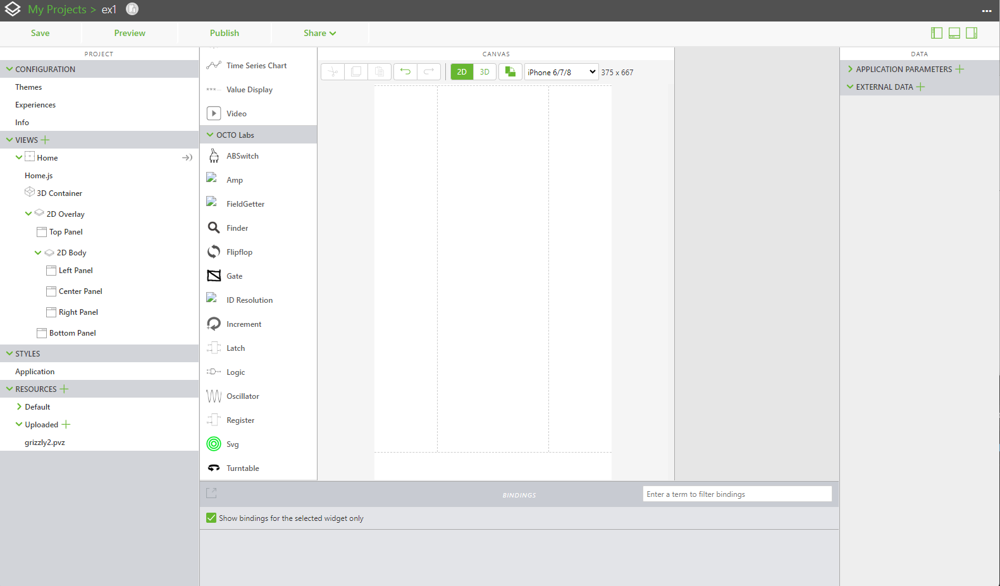 My Projects > ex1
Save
Preview
Publish
Share
PROJECT
CONFIGURATION
Themes
Experiences
Info
VIEWS
Home
Home.js
3D Container
2D Overlay
Top Panel
2D Body
Left Panel
Center Panel
Right Panel
Bottom Panel
STYLES
Application
RESOURCES
Default
Uploaded
grizzly2.pvz
Time Series Chart
Value Display
Video
OCTO Labs
ABSwitch
Amp
FieldGetter
Finder
Flipflop
Gate
ID Resolution
Increment
Latch
Logic
Oscillator
Register
Svg
Turntable
CANVAS
2D
3D
iPhone 6/7/8
375 x 667
BINDINGS
Enter a term to filter bindings
Show bindings for the selected widget only
DATA
APPLICATION PARAMETERS
EXTERNAL DATA